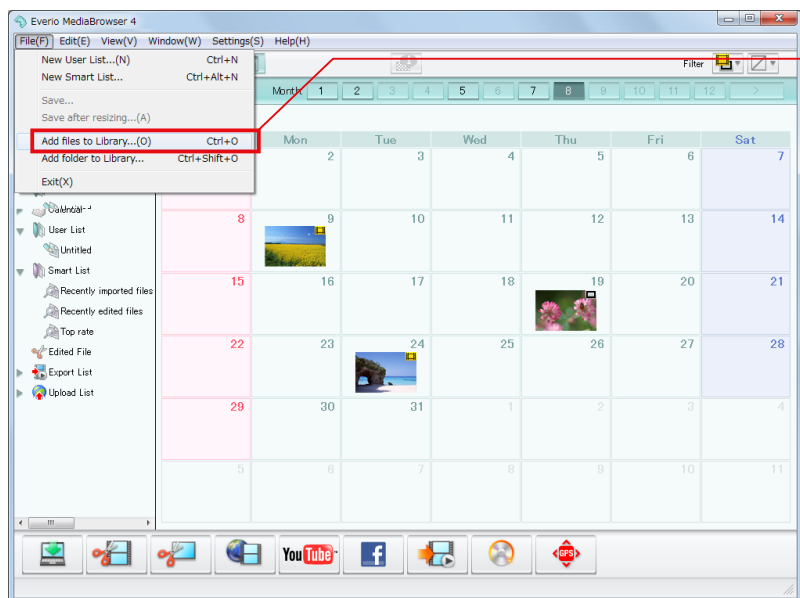 Everio MediaBrowser 4
File(F) Edit(E) View(V) Window(W) Settings(S) Help(H)
New User List...(N) Ctrl+N
New Smart List... Ctrl+Alt+N
Save...
Save after resizing...(A)
Add files to Library...(O) Ctrl+O
Add folder to Library... Ctrl+Shift+O
Exit(X)
Filter
Month 1 2 3 4 5 6 7 8 9 10 11 12 >
Mon Tue Wed Thu Fri Sat
2 3 4 5 6 7
8 9 10 11 12 13 14
15 16 17 18 19 20 21
22 23 24 25 26 27 28
29 30 31 1 2 3 4
5 6 7 8 9 10 11
User List
Untitled
Smart List
Recently imported files
Recently edited files
Top rate
Edited File
Export List
Upload List
YouTube
f
GPS